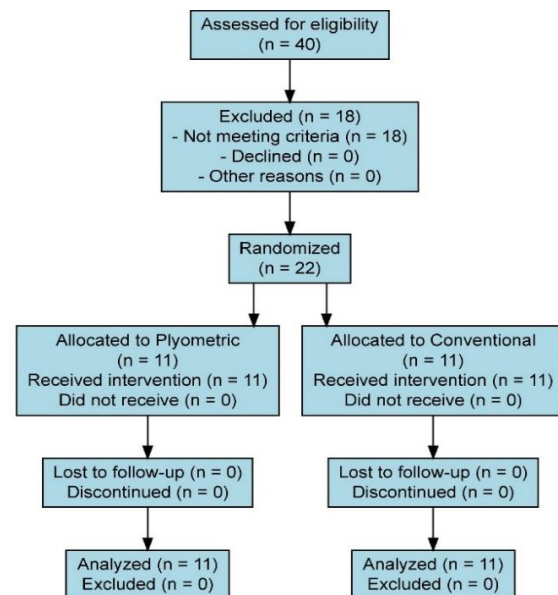 Assessed for eligibility
(n = 40)
Excluded (n = 18)
- Not meeting criteria (n = 18)
- Declined (n = 0)
- Other reasons (n = 0)
Randomized
(n = 22)
Allocated to Plyometric
(n = 11)
Received intervention (n = 11)
Did not receive (n = 0)
Allocated to Conventional
(n = 11)
Received intervention (n = 11)
Did not receive (n = 0)
Lost to follow-up (n = 0)
Discontinued (n = 0)
Lost to follow-up (n = 0)
Discontinued (n = 0)
Analyzed (n = 11)
Excluded (n = 0)
Analyzed (n = 11)
Excluded (n = 0)